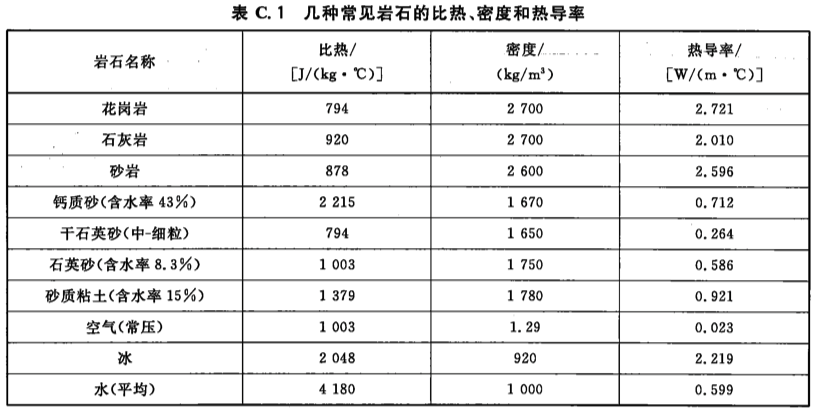 表 C.1 几种常见岩石的比热、密度和热导率
岩石名称 比热/[J/(kg·℃)] 密度/(kg/m³) 热导率/[W/(m·℃)]
花岗岩 794 2 700 2.721
石灰岩 920 2 700 2.010
砂岩 878 2 600 2.596
钙质砂(含水率 43%) 2 215 1 670 0.712
干石英砂(中-细粒) 794 1 650 0.264
石英砂(含水率 8.3%) 1 003 1 750 0.586
砂质粘土(含水率 15%) 1 379 1 780 0.921
空气(常压) 1 003 1.29 0.023
冰 2 048 920 2.219
水(平均) 4 180 1 000 0.599